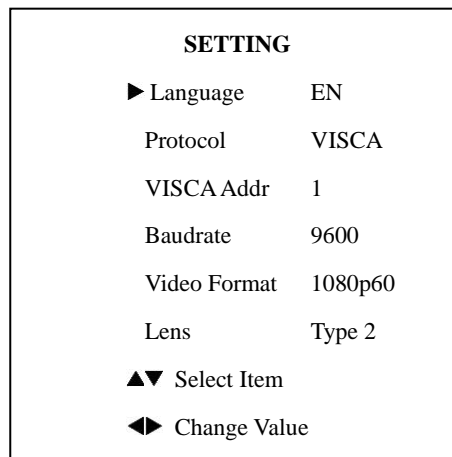 SETTING
▶ Language EN
Protocol VISCA
VISCA Addr 1
Baudrate 9600
Video Format 1080p60
Lens Type 2
▲▼ Select Item
◀▶ Change Value